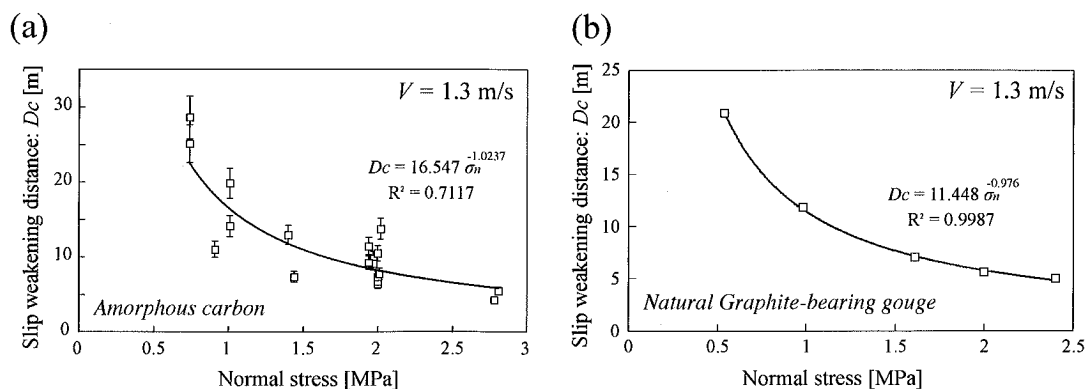 (a)
Slip weakening distance: Dc [m]
30
20
10
0
V = 1.3 m/s
Dc = 16.547 σn^-1.0237
R² = 0.7117
Amorphous carbon
0 0.5 1 1.5 2 2.5 3
Normal stress [MPa]
(b)
Slip weakening distance: Dc [m]
25
20
15
10
5
0
V = 1.3 m/s
Dc = 11.448 σn^-0.976
R² = 0.9987
Natural Graphite-bearing gouge
0 0.5 1 1.5 2 2.5
Normal stress [MPa]